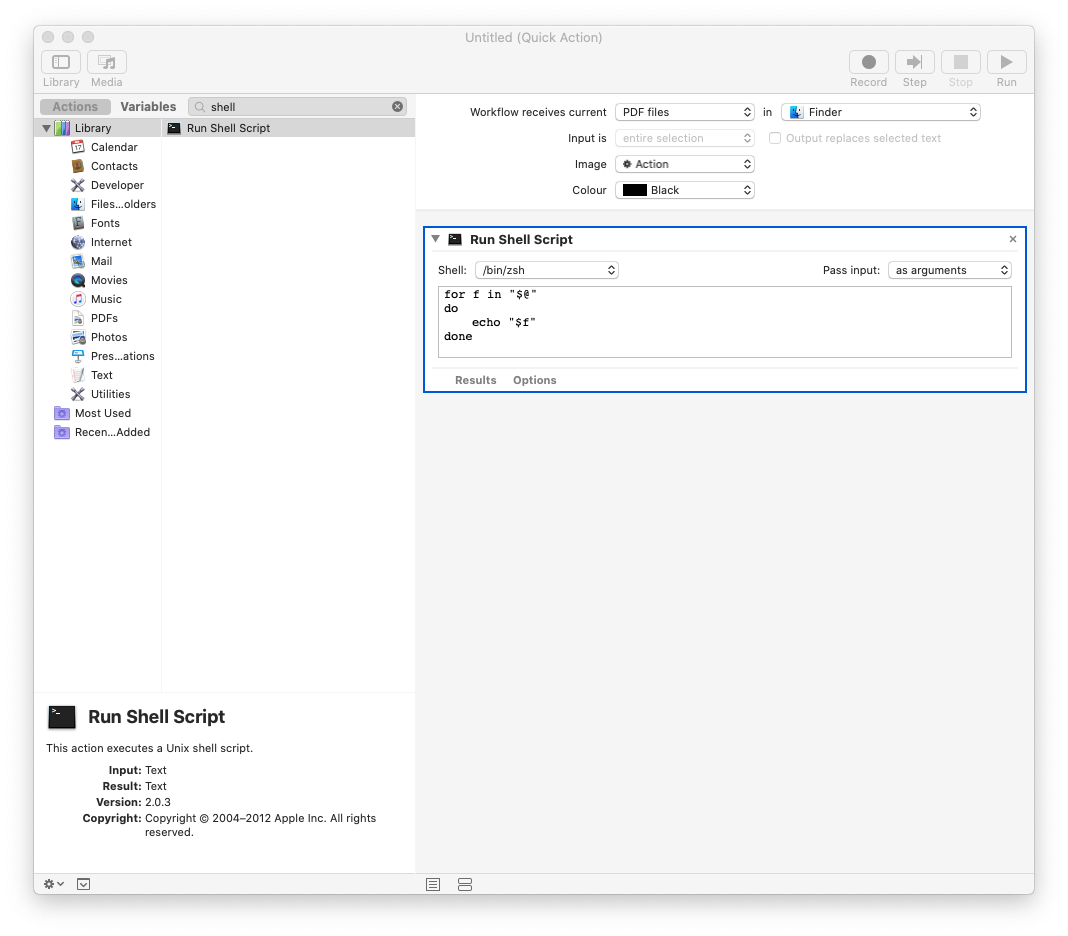 Untitled (Quick Action)
Library Media Record Step Stop Run
Actions Variables shell
Library
Calendar
Contacts
Developer
Files...olders
Fonts
Internet
Mail
Movies
Music
PDFs
Photos
Pres...ations
Text
Utilities
Most Used
Recen...Added
Run Shell Script
Workflow receives current PDF files in Finder
Input is entire selection Output replaces selected text
Image Action
Colour Black
Run Shell Script
Shell: /bin/zsh Pass input: as arguments
for f in "$@"
do
    echo "$f"
done
Results Options
Run Shell Script
This action executes a Unix shell script.
Input: Text
Result: Text
Version: 2.0.3
Copyright: Copyright © 2004–2012 Apple Inc. All rights
reserved.